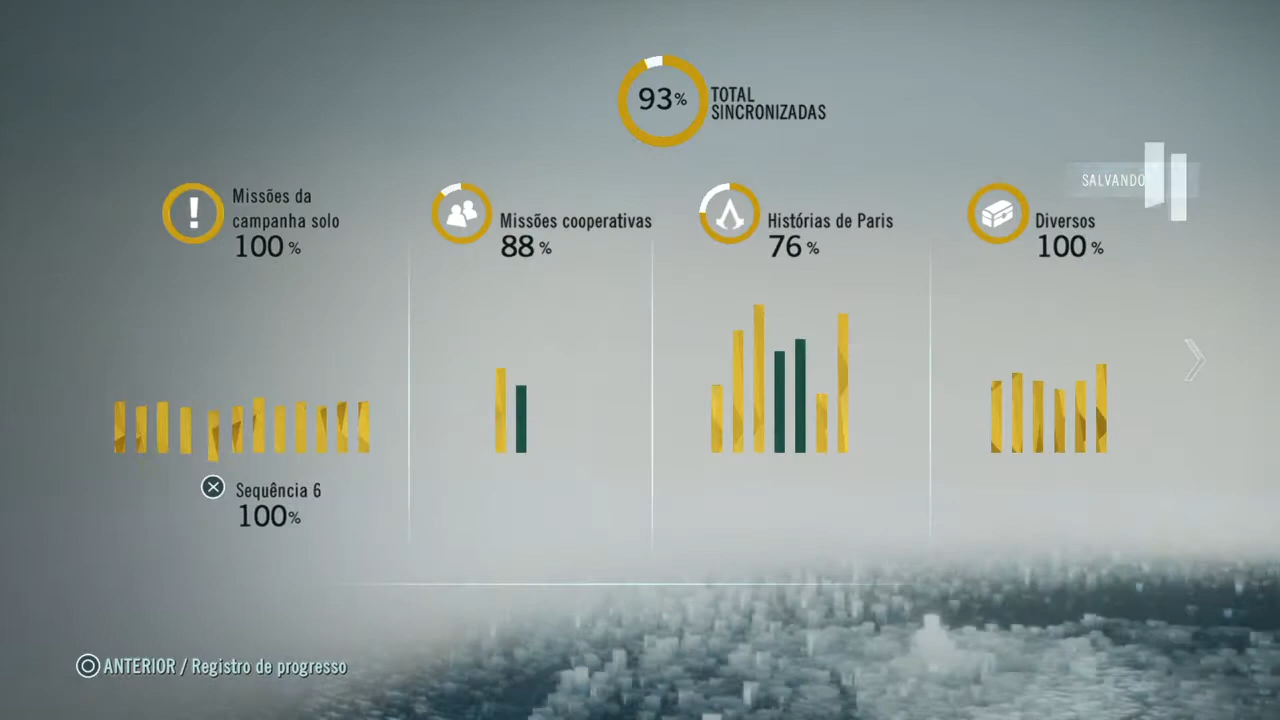 93%
TOTAL
SINCRONIZADAS
SALVANDO
Missões da
campanha solo
100 %
Missões cooperativas
88 %
Histórias de Paris
76 %
Diversos
100 %
Sequência 6
100%
ANTERIOR / Registro de progresso